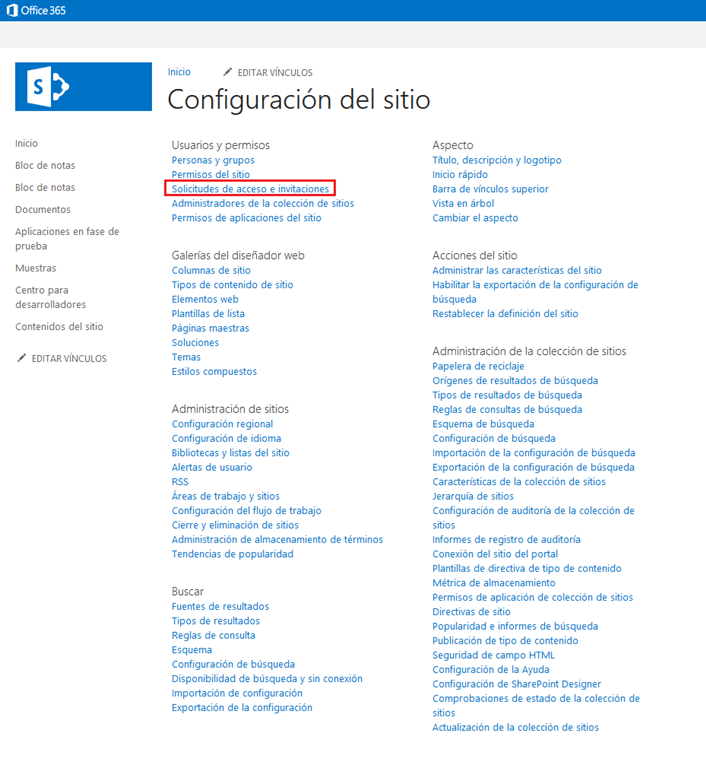 Office 365
S
Inicio
EDITAR VÍNCULOS
Configuración del sitio
Inicio
Bloc de notas
Bloc de notas
Documentos
Aplicaciones en fase de
prueba
Muestras
Centro para
desarrolladores
Contenidos del sitio
EDITAR VÍNCULOS
Usuarios y permisos
Personas y grupos
Permisos del sitio
Solicitudes de acceso e invitaciones
Administradores de la colección de sitios
Permisos de aplicaciones del sitio
Galerías del diseñador web
Columnas de sitio
Tipos de contenido de sitio
Elementos web
Plantillas de lista
Páginas maestras
Soluciones
Temas
Estilos compuestos
Administración de sitios
Configuración regional
Configuración de idioma
Bibliotecas y listas del sitio
Alertas de usuario
RSS
Áreas de trabajo y sitios
Configuración del flujo de trabajo
Cierre y eliminación de sitios
Administración de almacenamiento de términos
Tendencias de popularidad
Buscar
Fuentes de resultados
Tipos de resultados
Reglas de consulta
Esquema
Configuración de búsqueda
Disponibilidad de búsqueda y sin conexión
Importación de configuración
Exportación de la configuración
Aspecto
Título, descripción y logotipo
Inicio rápido
Barra de vínculos superior
Vista en árbol
Cambiar el aspecto
Acciones del sitio
Administrar las características del sitio
Habilitar la exportación de la configuración de
búsqueda
Restablecer la definición del sitio
Administración de la colección de sitios
Papelera de reciclaje
Orígenes de resultados de búsqueda
Tipos de resultados de búsqueda
Reglas de consultas de búsqueda
Esquema de búsqueda
Configuración de búsqueda
Importación de la configuración de búsqueda
Exportación de la configuración de búsqueda
Características de la colección de sitios
Jerarquía de sitios
Configuración de auditoría de la colección de
sitios
Informes de registro de auditoría
Conexión del sitio del portal
Plantillas de directiva de tipo de contenido
Métrica de almacenamiento
Permisos de aplicación de colección de sitios
Directivas de sitio
Popularidad e informes de búsqueda
Publicación de tipo de contenido
Seguridad de campo HTML
Configuración de la Ayuda
Configuración de SharePoint Designer
Comprobaciones de estado de la colección de
sitios
Actualización de la colección de sitios